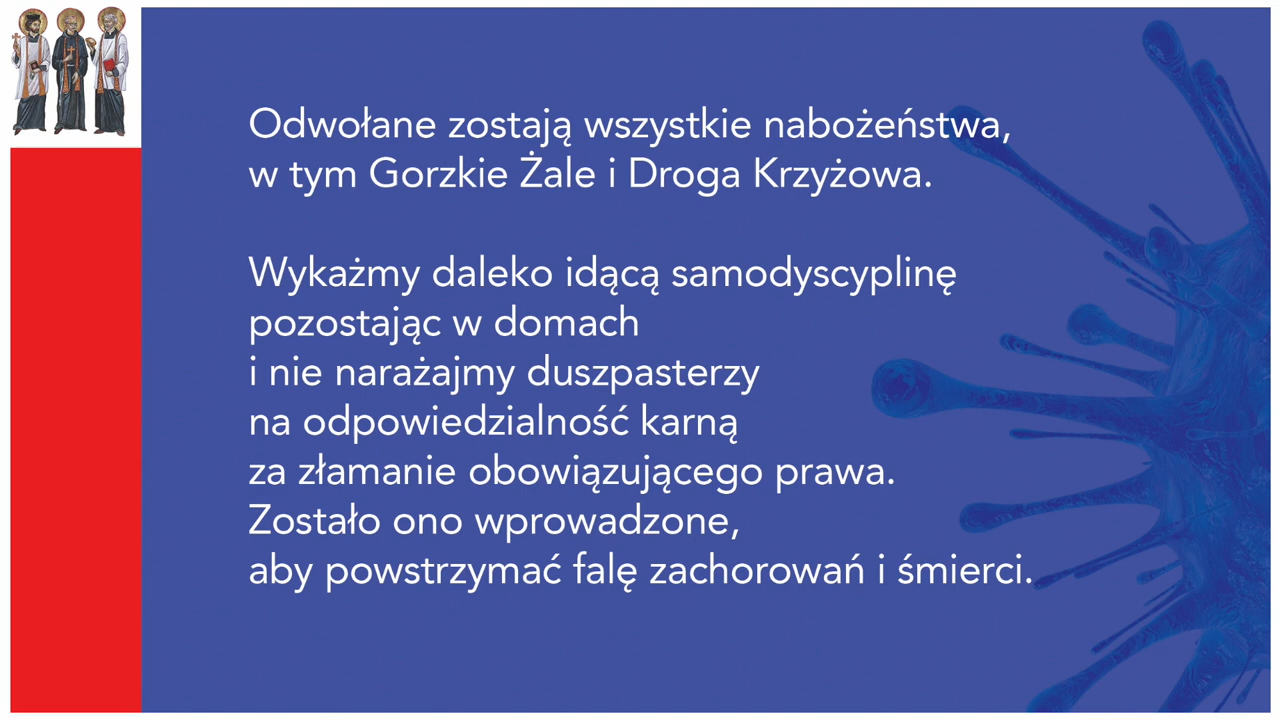 Odwołane zostają wszystkie nabożeństwa,
w tym Gorzkie Żale i Droga Krzyżowa.
Wykażmy daleko idącą samodyscyplinę
pozostając w domach
i nie narażajmy duszpasterzy
na odpowiedzialność karną
za złamanie obowiązującego prawa.
Zostało ono wprowadzone,
aby powstrzymać falę zachorowań i śmierci.